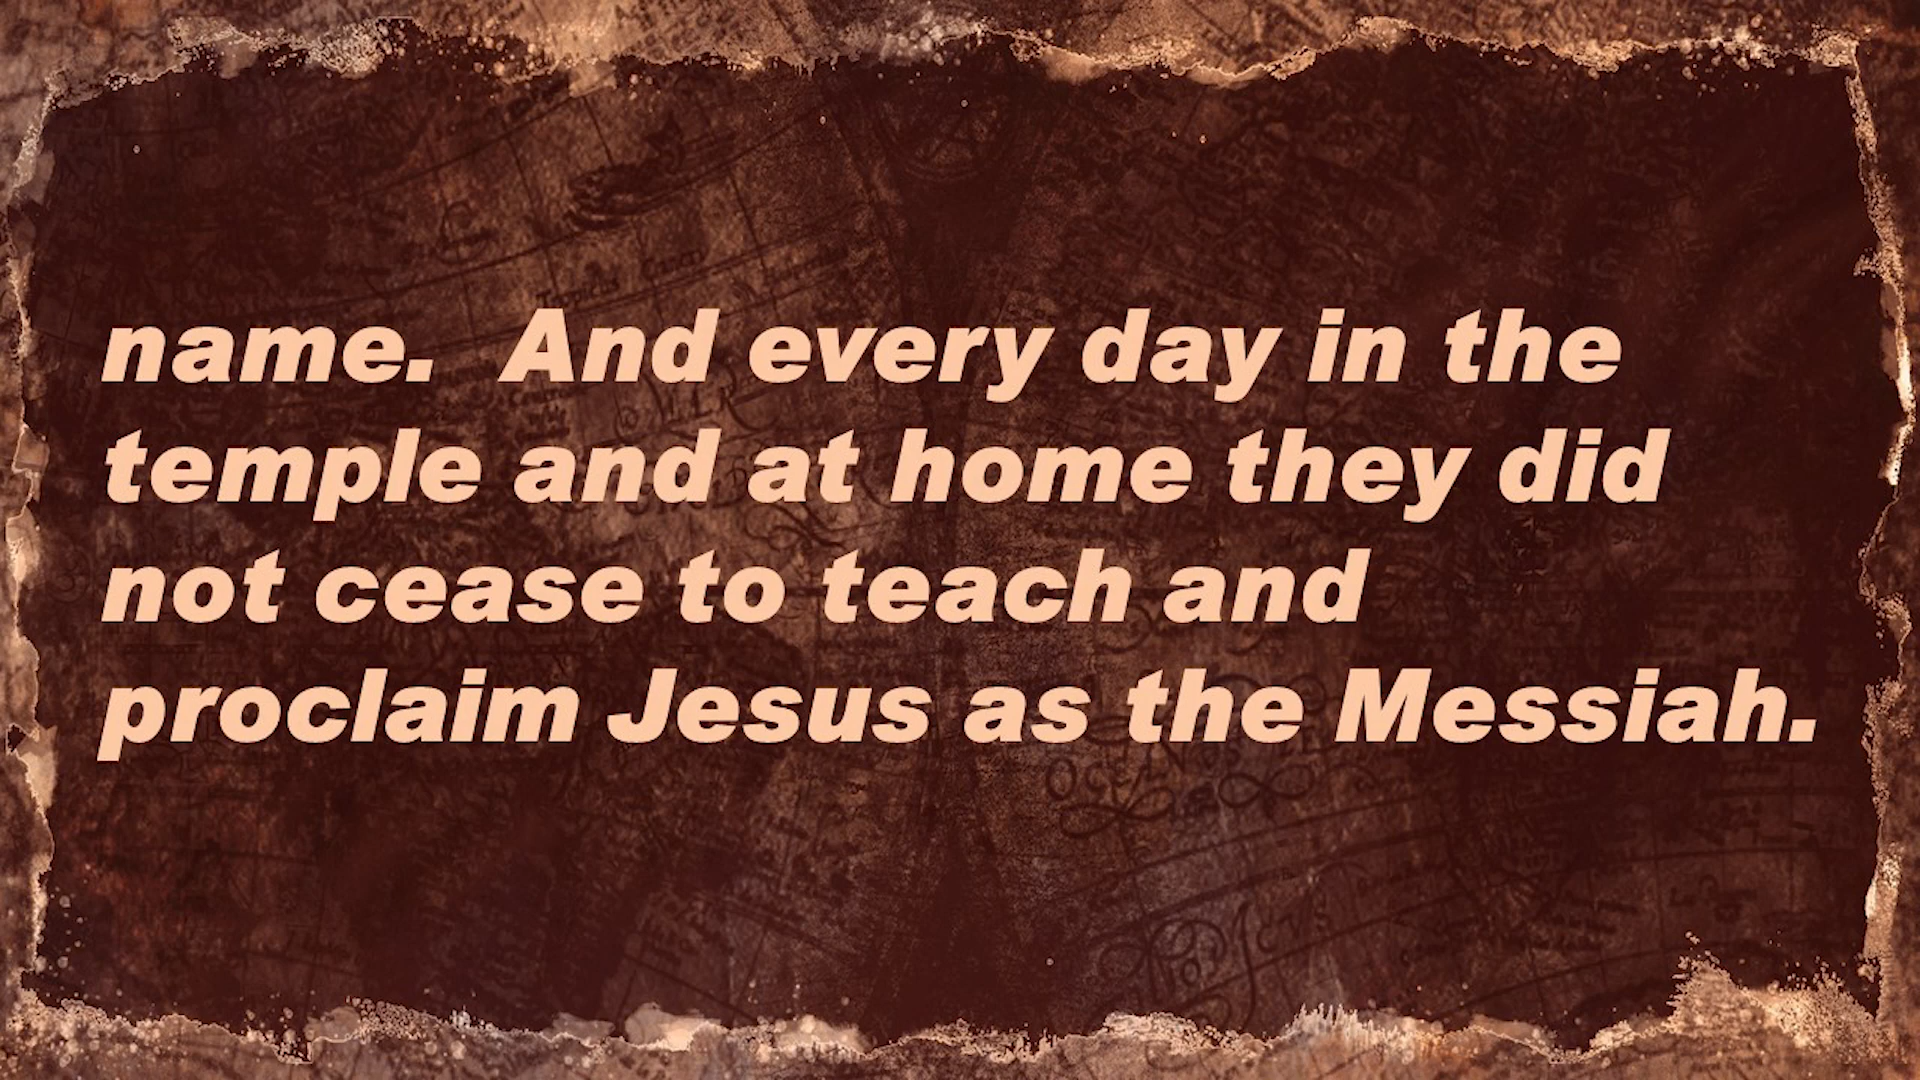 name.  And every day in the
temple and at home they did
not cease to teach and
proclaim Jesus as the Messiah.